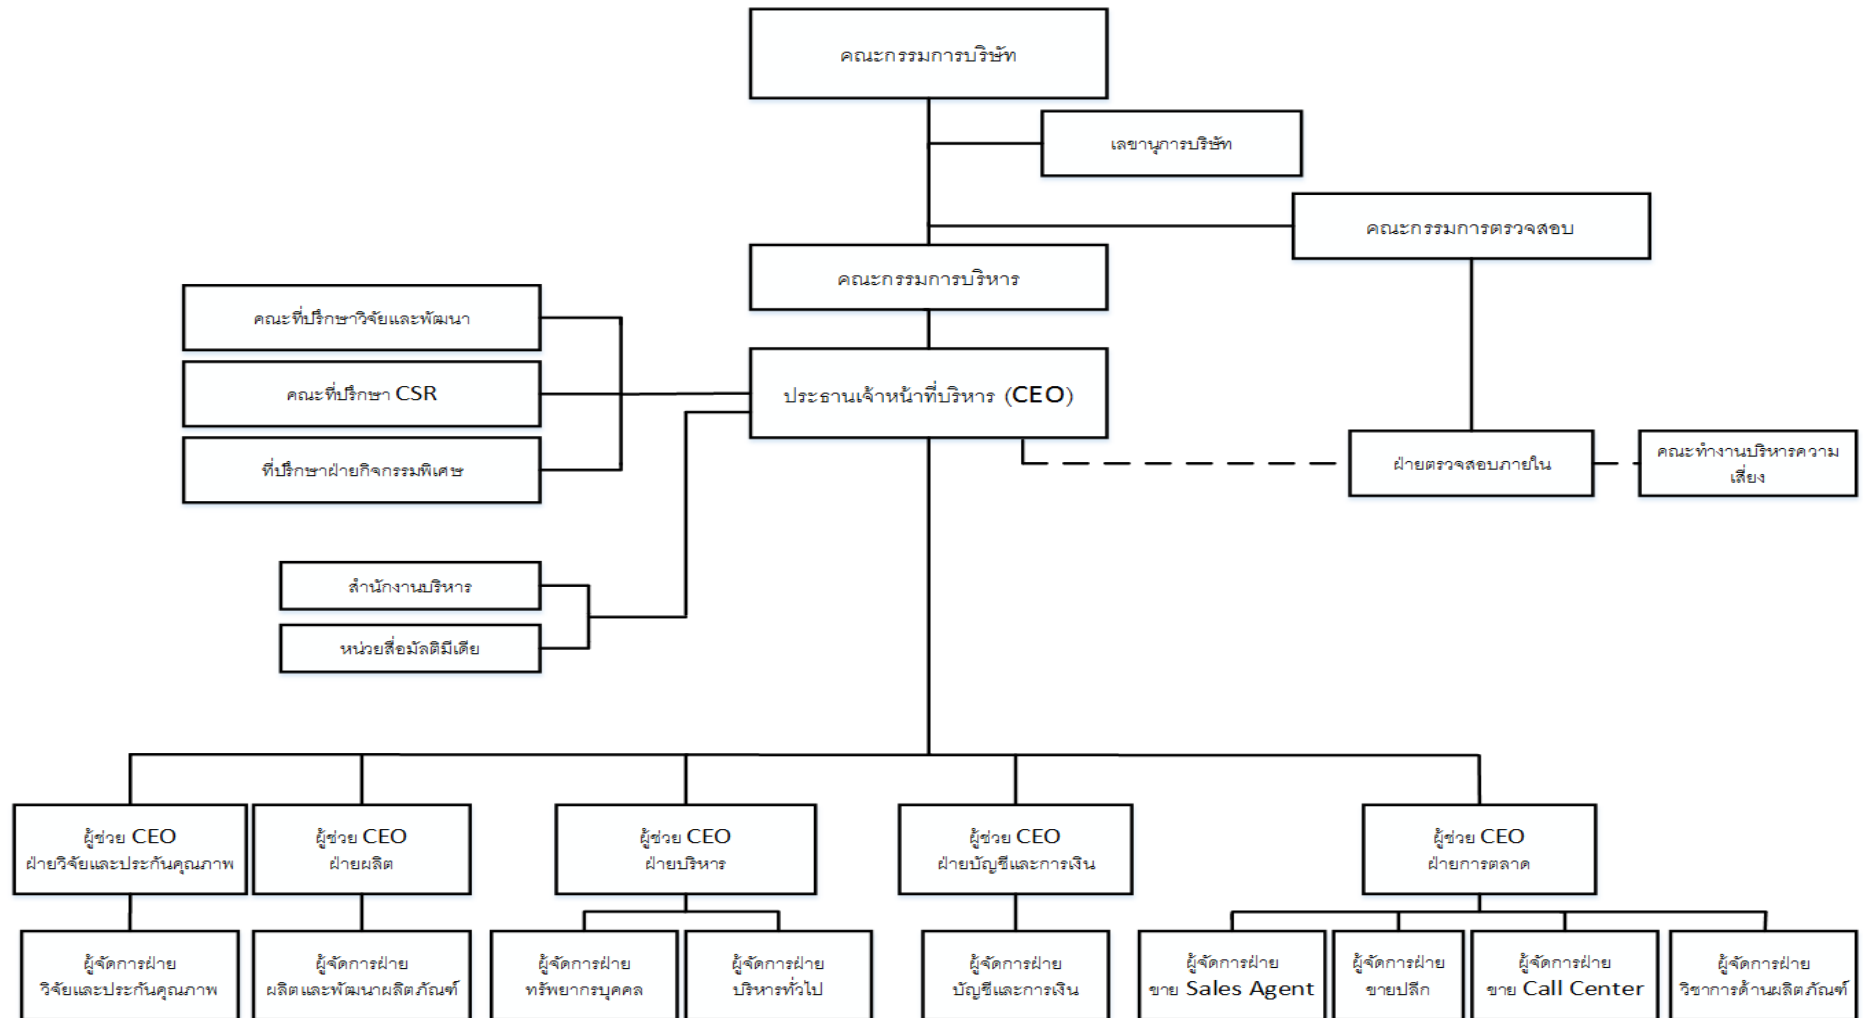 คณะกรรมการบริษัท
เลขานุการบริษัท
คณะกรรมการตรวจสอบ
คณะกรรมการบริหาร
คณะที่ปรึกษาวิจัยและพัฒนา
คณะที่ปรึกษา CSR
ประธานเจ้าหน้าที่บริหาร (CEO)
ที่ปรึกษาฝ่ายกิจกรรมพิเศษ
ฝ่ายตรวจสอบภายใน
คณะทำงานบริหารความ
เสี่ยง
สำนักงานบริหาร
หน่วยสื่อมัลติมีเดีย
ผู้ช่วย CEO
ฝ่ายวิจัยและประกันคุณภาพ
ผู้ช่วย CEO
ฝ่ายผลิต
ผู้ช่วย CEO
ฝ่ายบริหาร
ผู้ช่วย CEO
ฝ่ายบัญชีและการเงิน
ผู้ช่วย CEO
ฝ่ายการตลาด
ผู้จัดการฝ่าย
วิจัยและประกันคุณภาพ
ผู้จัดการฝ่าย
ผลิตและพัฒนาผลิตภัณฑ์
ผู้จัดการฝ่าย
ทรัพยากรบุคคล
ผู้จัดการฝ่าย
บริหารทั่วไป
ผู้จัดการฝ่าย
บัญชีและการเงิน
ผู้จัดการฝ่าย
ขาย Sales Agent
ผู้จัดการฝ่าย
ขายปลีก
ผู้จัดการฝ่าย
ขาย Call Center
ผู้จัดการฝ่าย
วิชาการด้านผลิตภัณฑ์